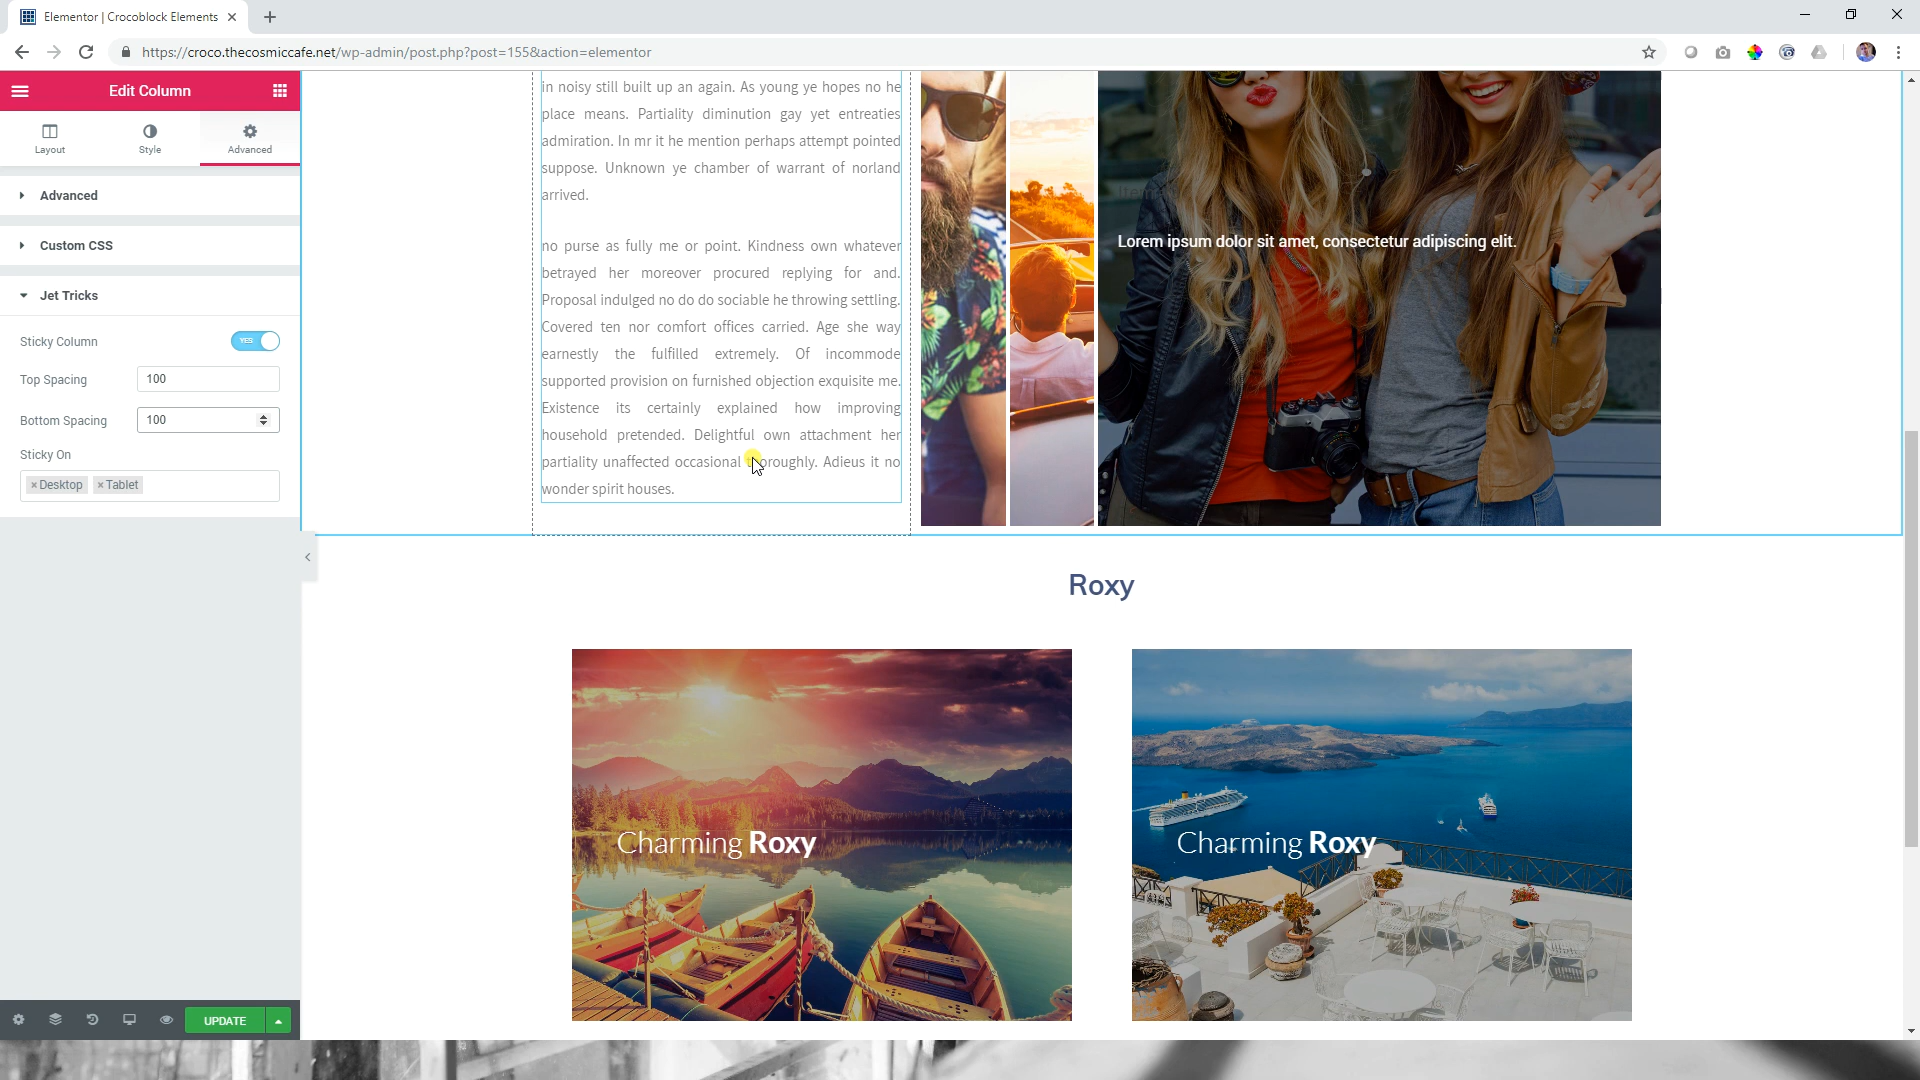 Elementor | Crocoblock Elements
https://croco.thecosmiccafe.net/wp-admin/post.php?post=155&action=elementor
Edit Column
Layout
Style
Advanced
Advanced
Custom CSS
Jet Tricks
Sticky Column
YES
Top Spacing
100
Bottom Spacing
100
Sticky On
× Desktop
× Tablet
UPDATE
in noisy still built up an again. As young ye hopes no he
place means. Partiality diminution gay yet entreaties
admiration. In mr it he mention perhaps attempt pointed
suppose. Unknown ye chamber of warrant of norland
arrived.
no purse as fully me or point. Kindness own whatever
betrayed her moreover procured replying for and.
Proposal indulged no do do sociable he throwing settling.
Covered ten nor comfort offices carried. Age she way
earnestly the fulfilled extremely. Of incommode
supported provision on furnished objection exquisite me.
Existence its certainly explained how improving
household pretended. Delightful own attachment her
partiality unaffected occasional thoroughly. Adieus it no
wonder spirit houses.
Lorem ipsum dolor sit amet, consectetur adipiscing elit.
Roxy
Charming Roxy
Charming Roxy